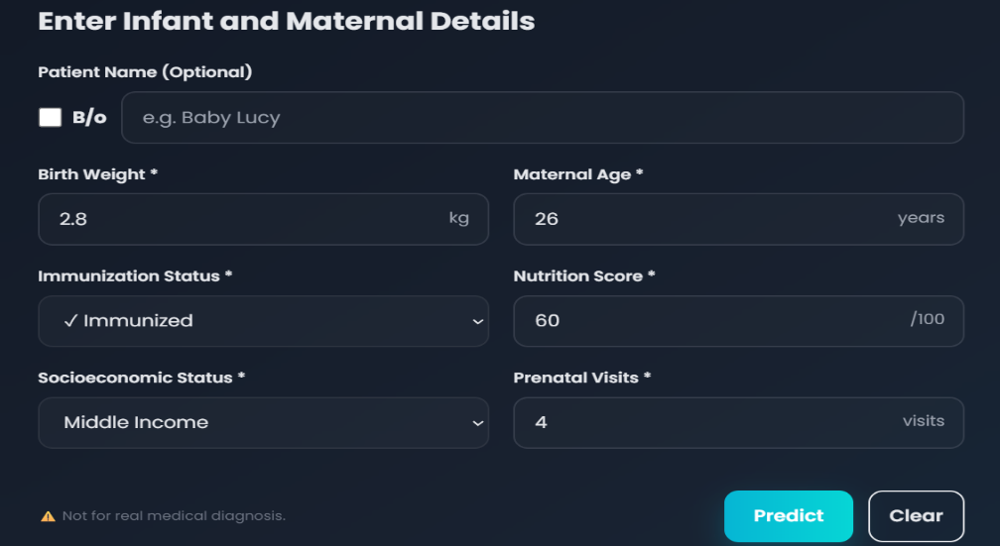 Enter Infant and Maternal Details
Patient Name (Optional)
B/o e.g. Baby Lucy
Birth Weight * Maternal Age *
2.8 kg 26 years
Immunization Status * Nutrition Score *
✓ Immunized 60 /100
Socioeconomic Status * Prenatal Visits *
Middle Income 4 visits
⚠ Not for real medical diagnosis. Predict Clear